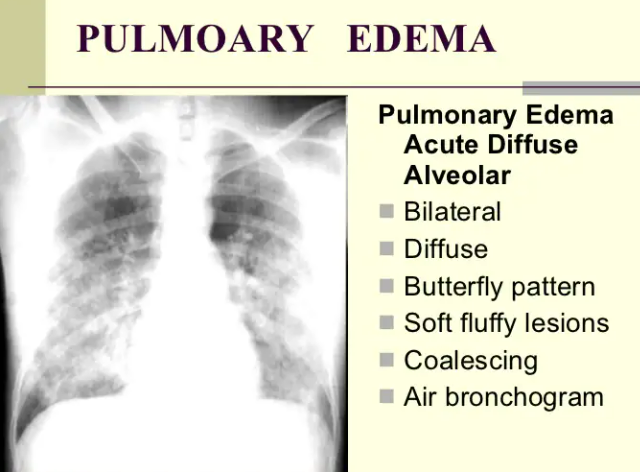 PULMOARY EDEMA
Pulmonary Edema
Acute Diffuse
Alveolar
Bilateral
Diffuse
Butterfly pattern
Soft fluffy lesions
Coalescing
Air bronchogram